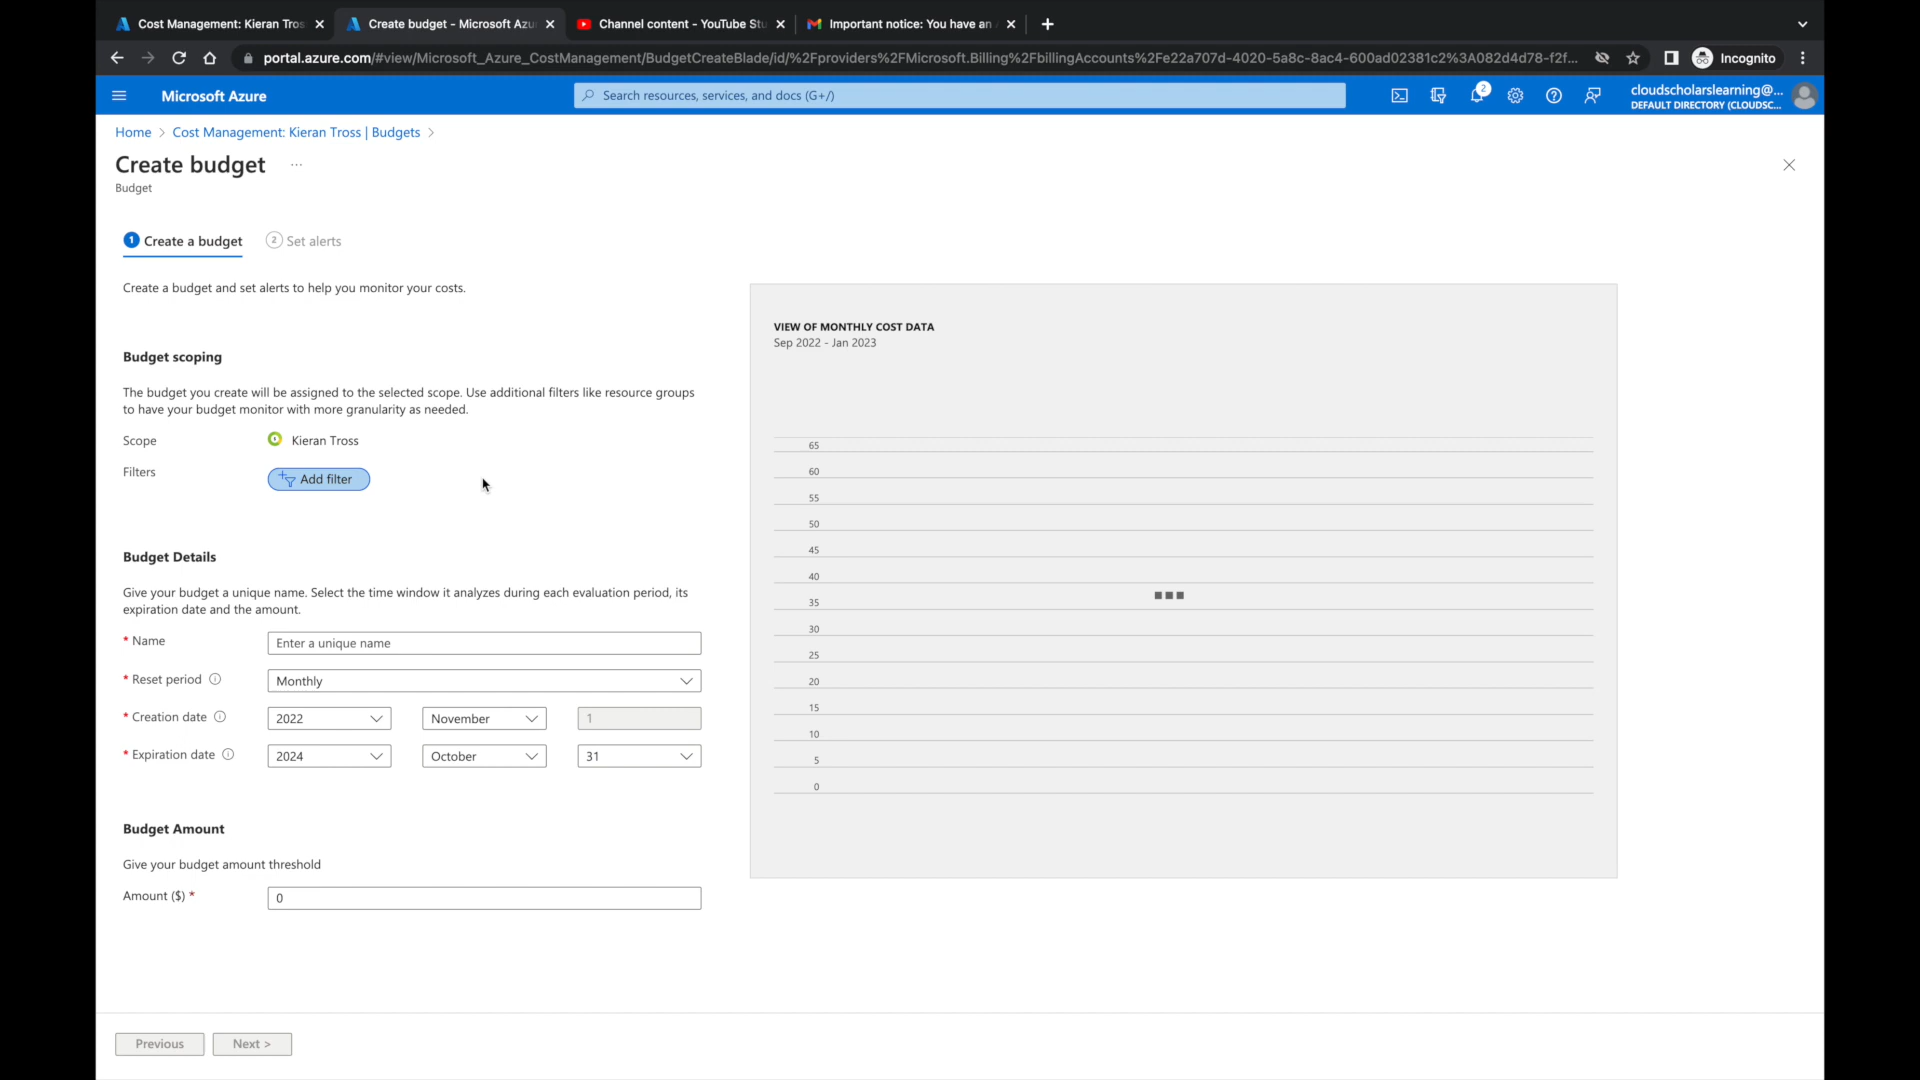 Cost Management: Kieran Tros
Create budget - Microsoft Azu
Channel content - YouTube Stu
Important notice: You have an
portal.azure.com/#view/Microsoft_Azure_CostManagement/BudgetCreateBlade/id/%2Fproviders%2FMicrosoft.Billing%2FbillingAccounts%2Fe22a707d-4020-5a8c-8ac4-600ad02381c2%3A082d4d78-f2f...
Incognito
Microsoft Azure
Search resources, services, and docs (G+/)
2
cloudscholarslearning@...
DEFAULT DIRECTORY (CLOUDSC...
Home > Cost Management: Kieran Tross | Budgets >
Create budget ...
Budget
1 Create a budget
2 Set alerts
Create a budget and set alerts to help you monitor your costs.
Budget scoping
The budget you create will be assigned to the selected scope. Use additional filters like resource groups
to have your budget monitor with more granularity as needed.
Scope Kieran Tross
Filters Add filter
Budget Details
Give your budget a unique name. Select the time window it analyzes during each evaluation period, its
expiration date and the amount.
* Name Enter a unique name
* Reset period Monthly
* Creation date 2022 November 1
* Expiration date 2024 October 31
Budget Amount
Give your budget amount threshold
Amount ($) * 0
VIEW OF MONTHLY COST DATA
Sep 2022 - Jan 2023
65
60
55
50
45
40
35
30
25
20
15
10
5
0
Previous
Next >